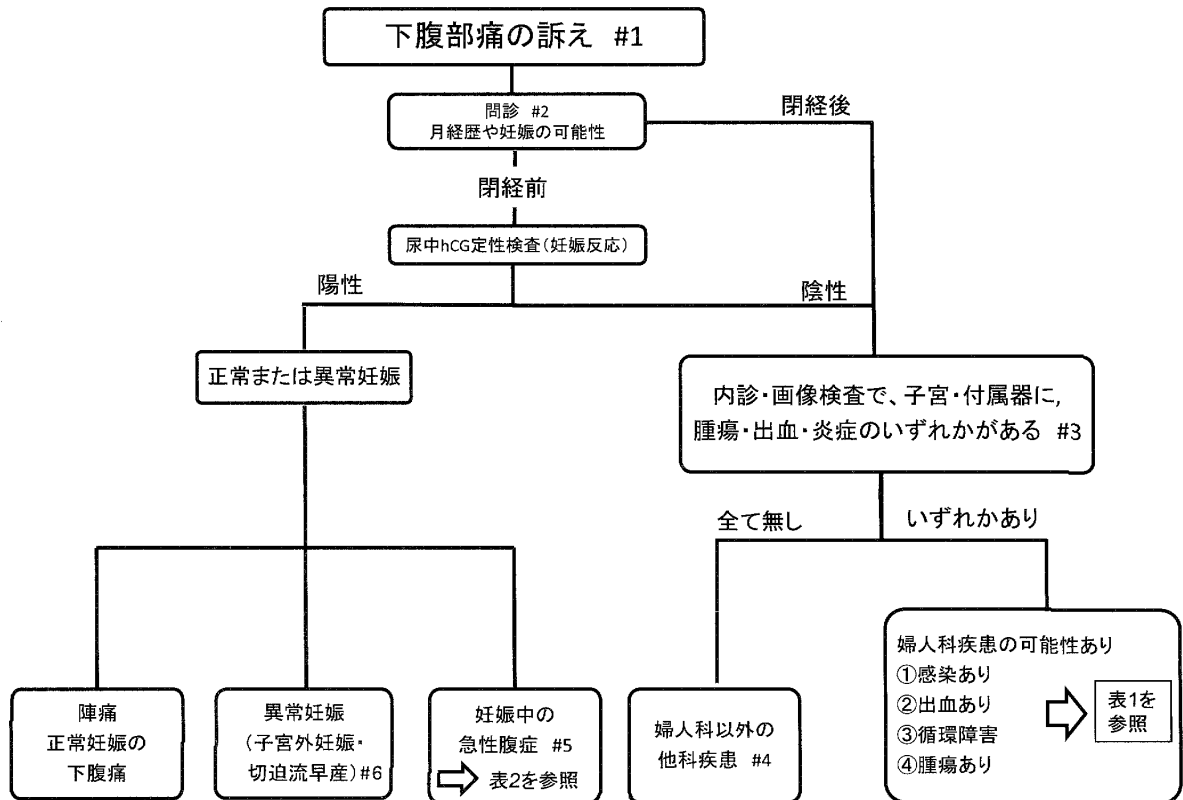 下腹部痛の訴え #1
問診 #2
月経歴や妊娠の可能性
閉経後
閉経前
尿中hCG定性検査(妊娠反応)
陽性
陰性
正常または異常妊娠
内診・画像検査で、子宮・付属器に,
腫瘍・出血・炎症のいずれかがある #3
全て無し
いずれかあり
陣痛
正常妊娠の
下腹痛
異常妊娠
(子宮外妊娠・
切迫流早産)#6
妊娠中の
急性腹症 #5
表2を参照
婦人科以外の
他科疾患 #4
婦人科疾患の可能性あり
①感染あり
②出血あり
③循環障害
④腫瘍あり
表1を
参照